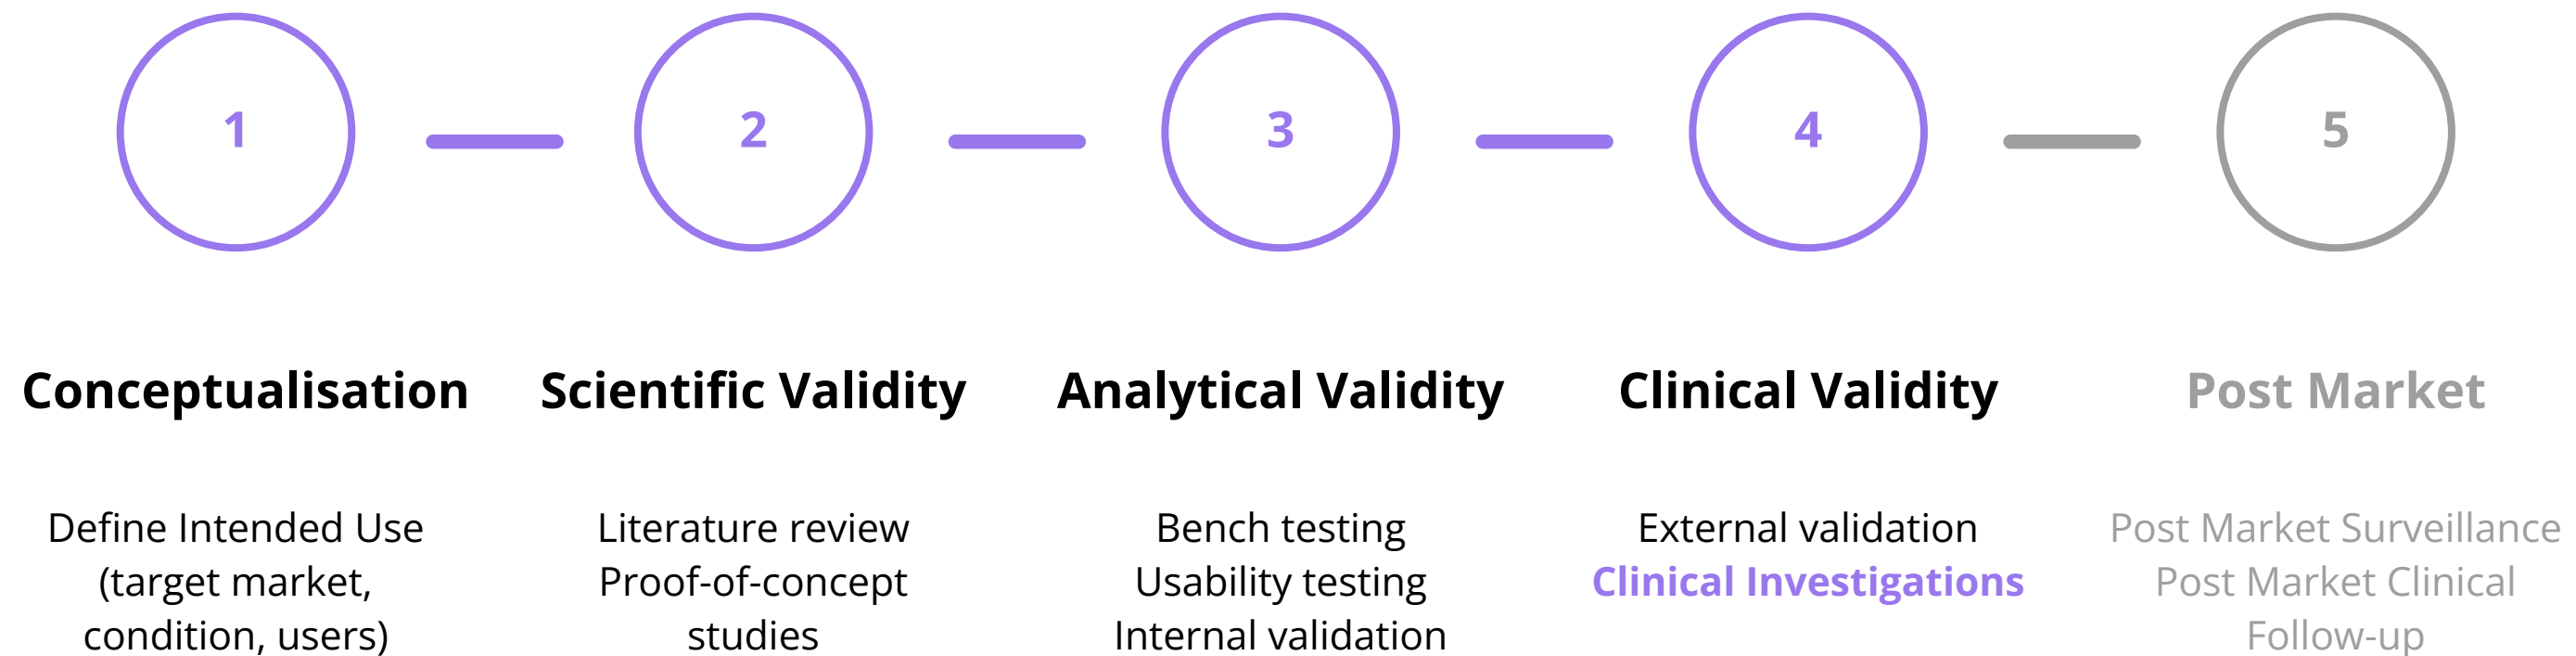 1
2
3
4
5
Conceptualisation
Scientific Validity
Analytical Validity
Clinical Validity
Post Market
Define Intended Use
(target market,
condition, users)
Literature review
Proof-of-concept
studies
Bench testing
Usability testing
Internal validation
External validation
Clinical Investigations
Post Market Surveillance
Post Market Clinical
Follow-up